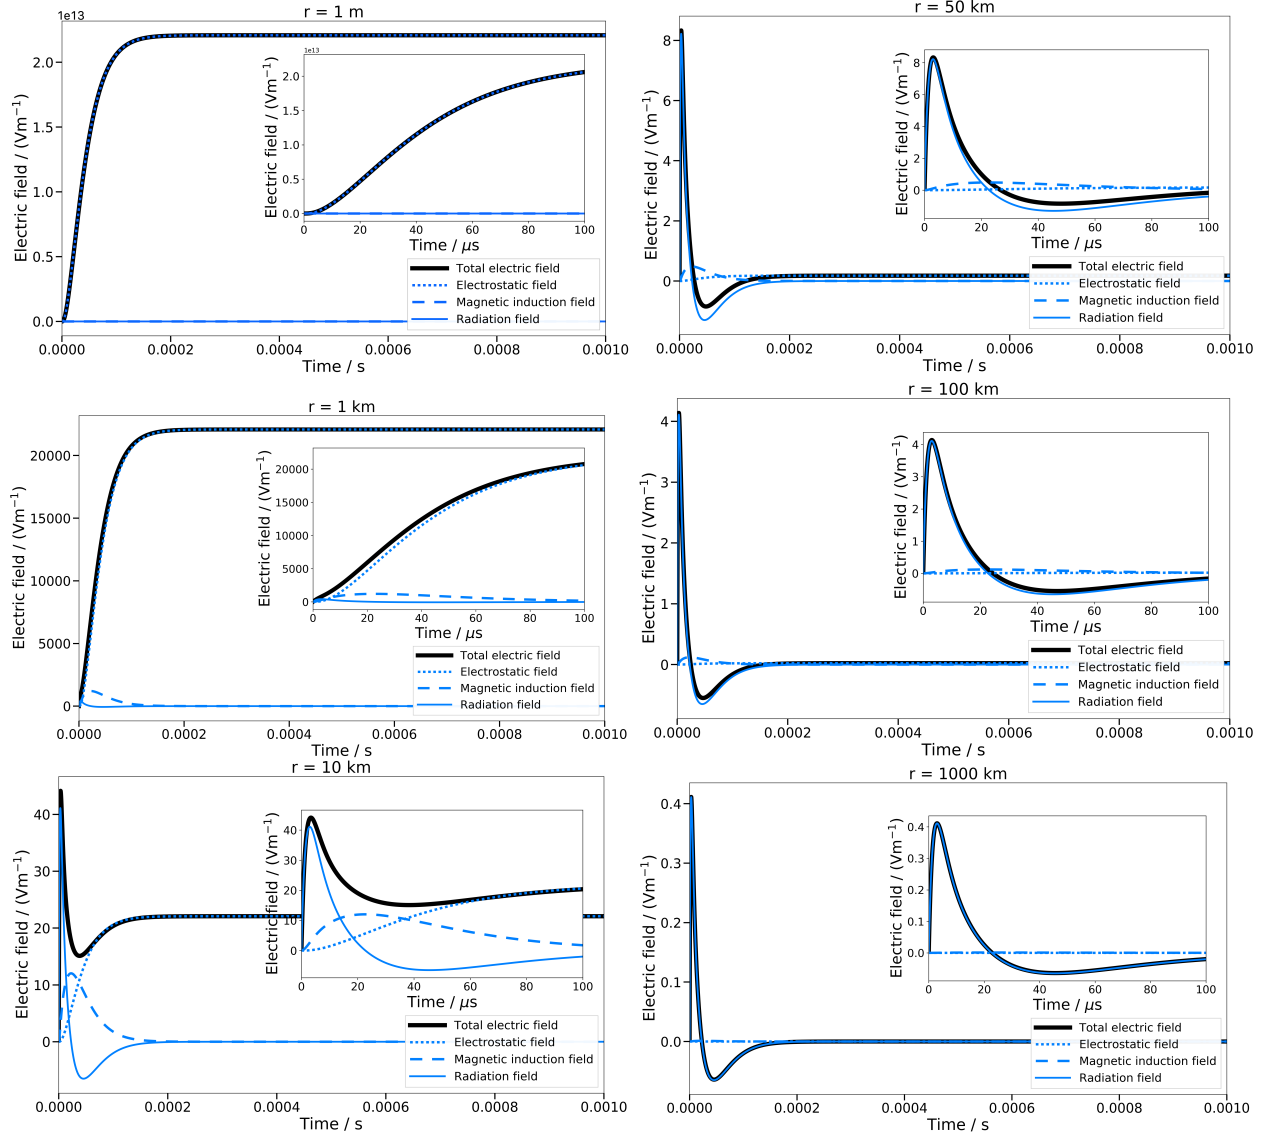 r = 1 m
1e13
Electric field / (Vm⁻¹)
2.0
1.5
1.0
0.5
0.0
0.0000 0.0002 0.0004 0.0006 0.0008 0.0010
Time / s
1e13
Electric field / (Vm⁻¹)
2.0
1.5
1.0
0.5
0.0
0 20 40 60 80 100
Time / μs
Total electric field
Electrostatic field
Magnetic induction field
Radiation field
r = 50 km
Electric field / (Vm⁻¹)
8
6
4
2
0
0.0000 0.0002 0.0004 0.0006 0.0008 0.0010
Time / s
Electric field / (Vm⁻¹)
8
6
4
2
0
0 20 40 60 80 100
Time / μs
Total electric field
Electrostatic field
Magnetic induction field
Radiation field
r = 1 km
Electric field / (Vm⁻¹)
20000
15000
10000
5000
0
0.0000 0.0002 0.0004 0.0006 0.0008 0.0010
Time / s
Electric field / (Vm⁻¹)
20000
15000
10000
5000
0
0 20 40 60 80 100
Time / μs
Total electric field
Electrostatic field
Magnetic induction field
Radiation field
r = 100 km
Electric field / (Vm⁻¹)
4
3
2
1
0
0.0000 0.0002 0.0004 0.0006 0.0008 0.0010
Time / s
Electric field / (Vm⁻¹)
4
3
2
1
0
0 20 40 60 80 100
Time / μs
Total electric field
Electrostatic field
Magnetic induction field
Radiation field
r = 10 km
Electric field / (Vm⁻¹)
40
30
20
10
0
0.0000 0.0002 0.0004 0.0006 0.0008 0.0010
Time / s
Electric field / (Vm⁻¹)
40
30
20
10
0
0 20 40 60 80 100
Time / μs
Total electric field
Electrostatic field
Magnetic induction field
Radiation field
r = 1000 km
Electric field / (Vm⁻¹)
0.4
0.3
0.2
0.1
0.0
0.0000 0.0002 0.0004 0.0006 0.0008 0.0010
Time / s
Electric field / (Vm⁻¹)
0.4
0.3
0.2
0.1
0.0
0 20 40 60 80 100
Time / μs
Total electric field
Electrostatic field
Magnetic induction field
Radiation field